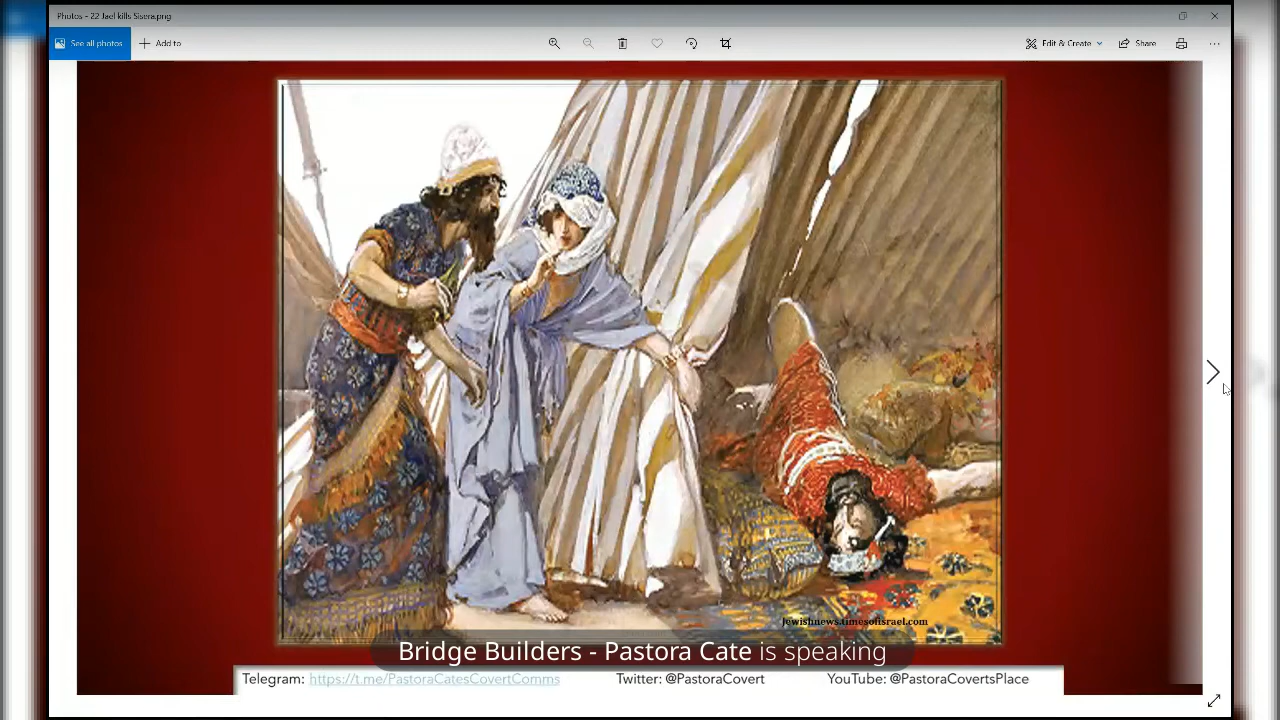 Photos - 22 Jael kills Sisera.png
See all photos
Add to
Edit & Create
Share
Jewishnews.timesofisrael.com
Bridge Builders - Pastora Cate is speaking
Telegram: https://t.me/PastoraCatesCovertComms Twitter: @PastoraCovert YouTube: @PastoraCovertsPlace